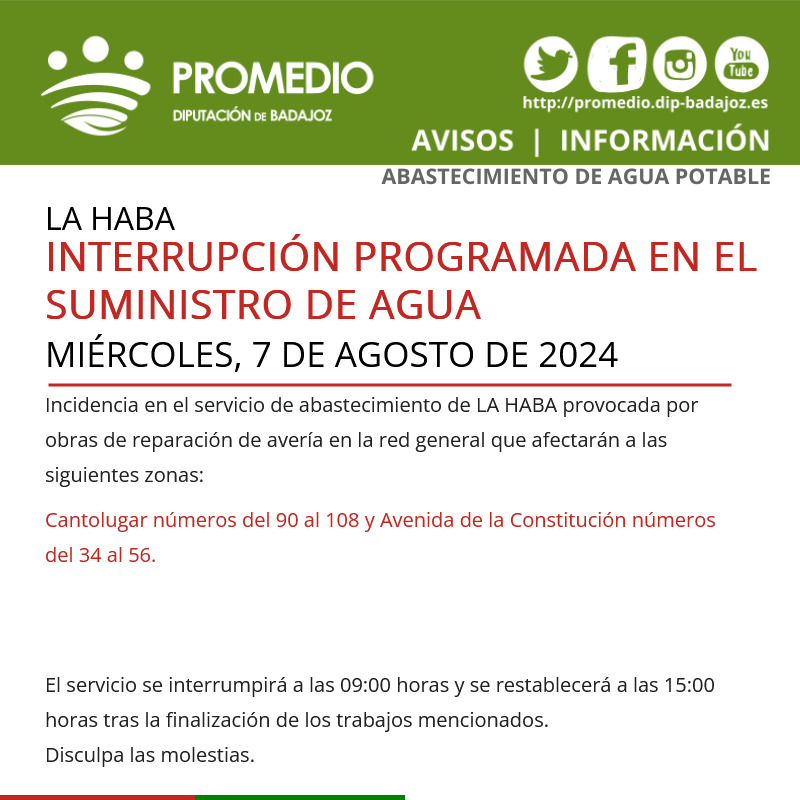 PROMEDIO
DIPUTACIÓN DE BADAJOZ
You
Tube
http://promedio.dip-badajoz.es
AVISOS | INFORMACIÓN
ABASTECIMIENTO DE AGUA POTABLE
LA HABA
INTERRUPCIÓN PROGRAMADA EN EL
SUMINISTRO DE AGUA
MIÉRCOLES, 7 DE AGOSTO DE 2024
Incidencia en el servicio de abastecimiento de LA HABA provocada por
obras de reparación de avería en la red general que afectarán a las
siguientes zonas:
Cantolugar números del 90 al 108 y Avenida de la Constitución números
del 34 al 56.
El servicio se interrumpirá a las 09:00 horas y se restablecerá a las 15:00
horas tras la finalización de los trabajos mencionados.
Disculpa las molestias.